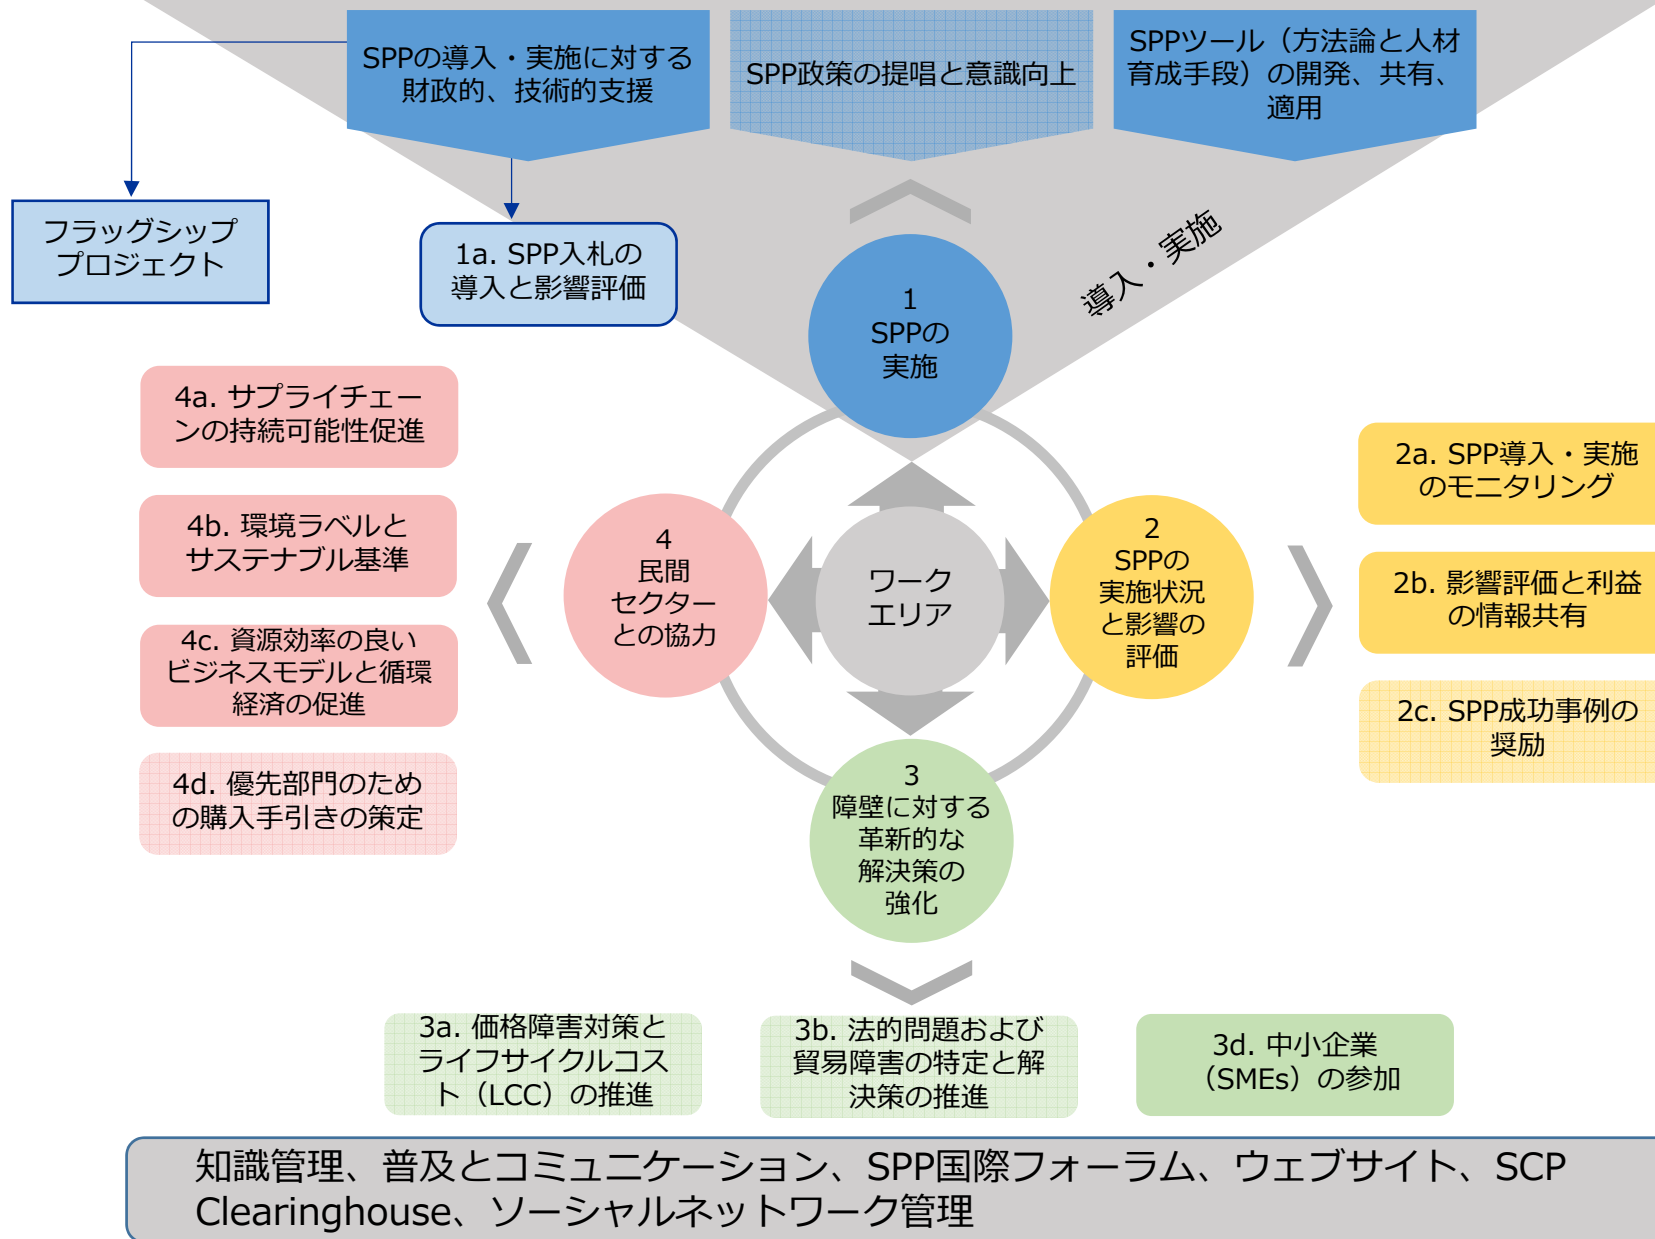 SPPの導入・実施に対する
財政的、技術的支援
SPP政策の提唱と意識向上
SPPツール（方法論と人材
育成手段）の開発、共有、
適用
フラッグシップ
プロジェクト
1a. SPP入札の
導入と影響評価
導入・実施
1
SPPの
実施
4a. サプライチェー
ンの持続可能性促進
4b. 環境ラベルと
サステナブル基準
4c. 資源効率の良い
ビジネスモデルと循環
経済の促進
4d. 優先部門のため
の購入手引きの策定
4
民間
セクター
との協力
ワーク
エリア
2
SPPの
実施状況
と影響の
評価
2a. SPP導入・実施
のモニタリング
2b. 影響評価と利益
の情報共有
2c. SPP成功事例の
奨励
3
障壁に対する
革新的な
解決策の
強化
3a. 価格障害対策と
ライフサイクルコス
ト（LCC）の推進
3b. 法的問題および
貿易障害の特定と解
決策の推進
3d. 中小企業
（SMEs）の参加
知識管理、普及とコミュニケーション、SPP国際フォーラム、ウェブサイト、SCP
Clearinghouse、ソーシャルネットワーク管理